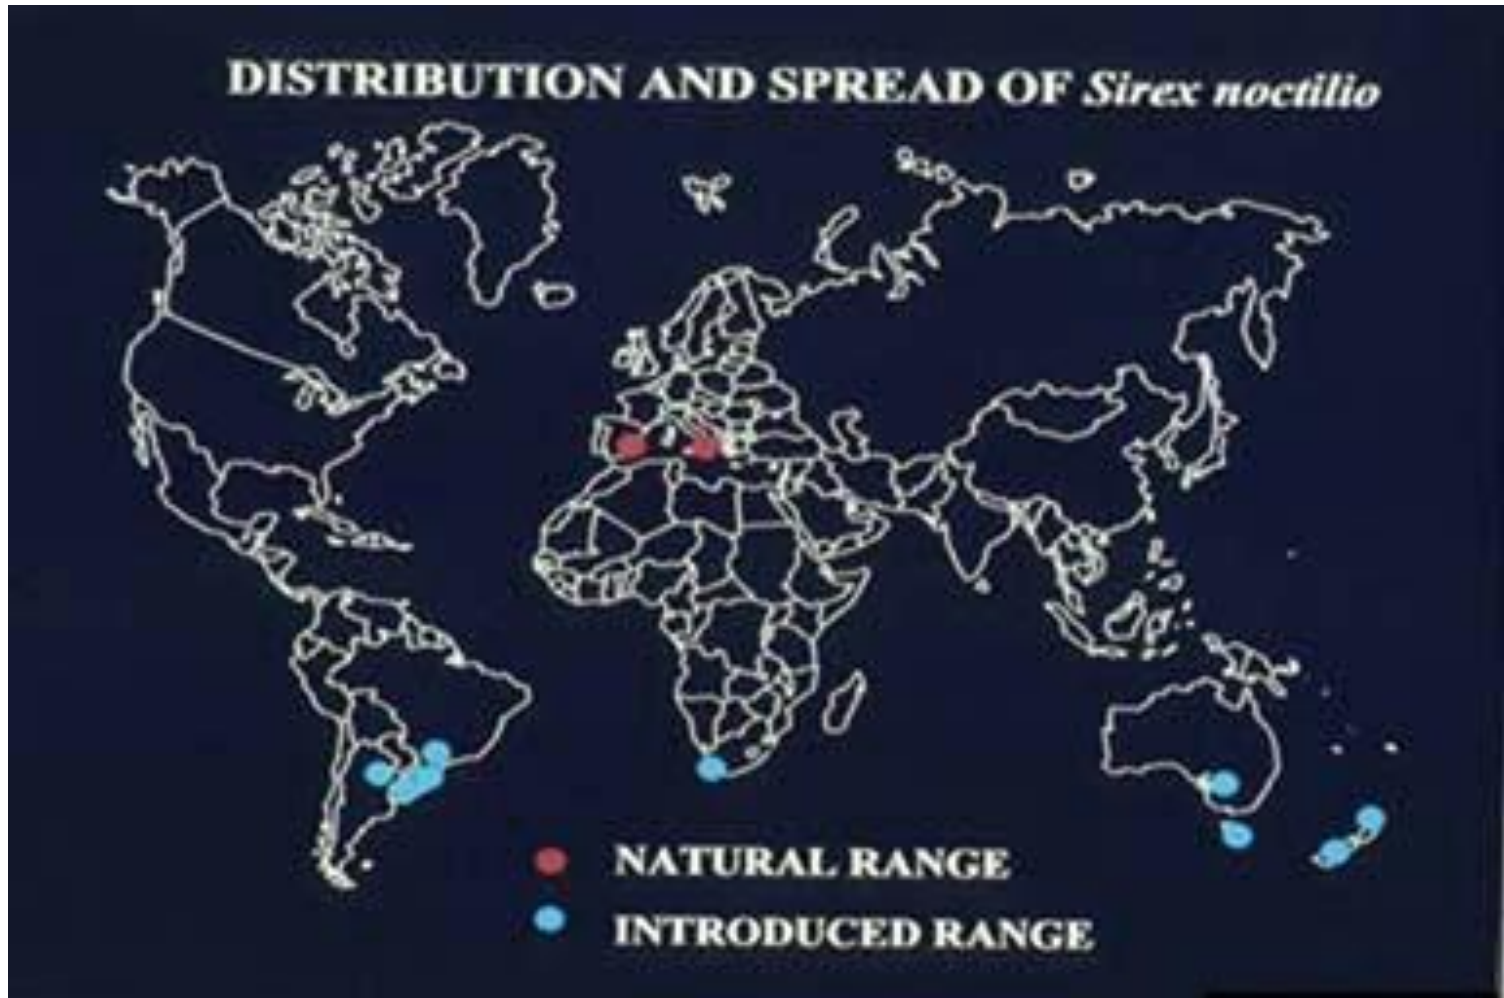 DISTRIBUTION AND SPREAD OF Sirex noctilio
NATURAL RANGE
INTRODUCED RANGE